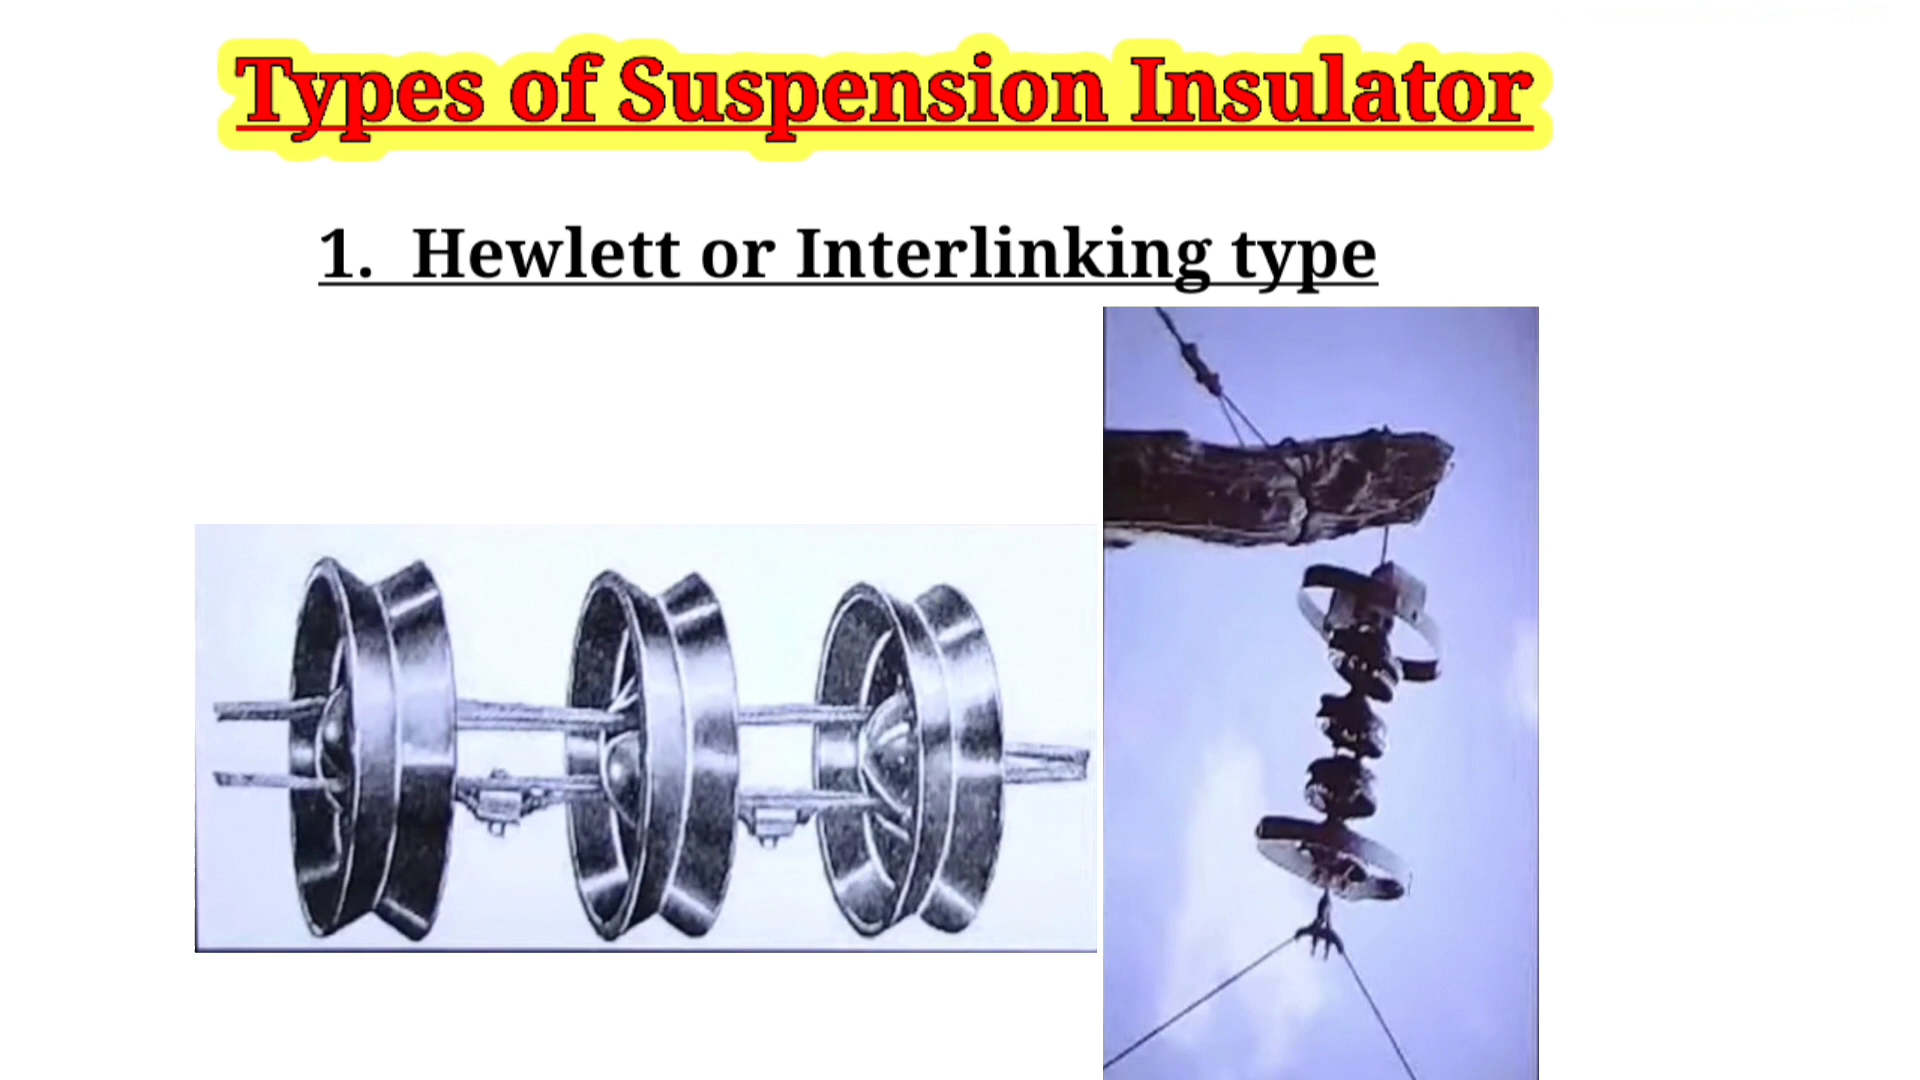 Types of Suspension Insulator
1. Hewlett or Interlinking type